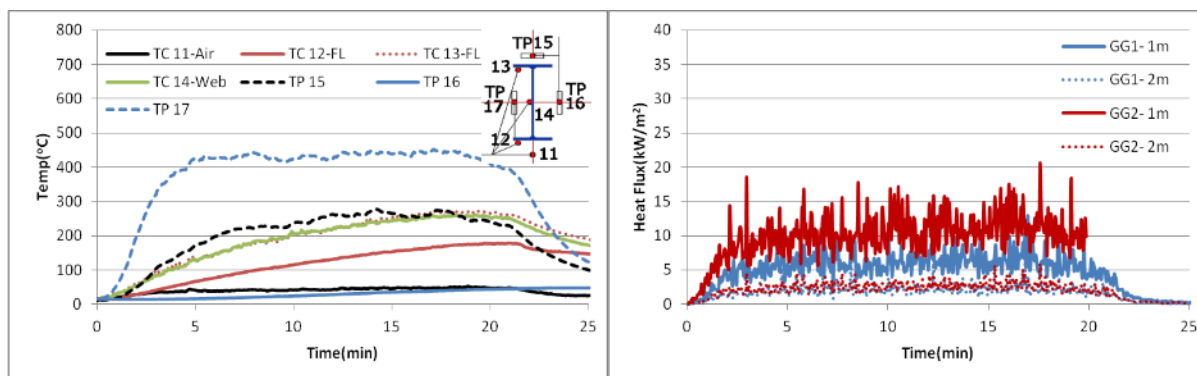 800
700
600
500
400
300
200
100
0
Temp(°C)
0 5 10 15 20 25
Time(min)
TC 11-Air TC 12-FL TC 13-FL
TC 14-Web TP 15 TP 16
TP 17
TP 15
13
TP TP
17 16
14
12
11
40
35
30
25
20
15
10
5
0
Heat Flux(kW/m²)
0 5 10 15 20 25
Time(min)
GG1- 1m
GG1- 2m
GG2- 1m
GG2- 2m